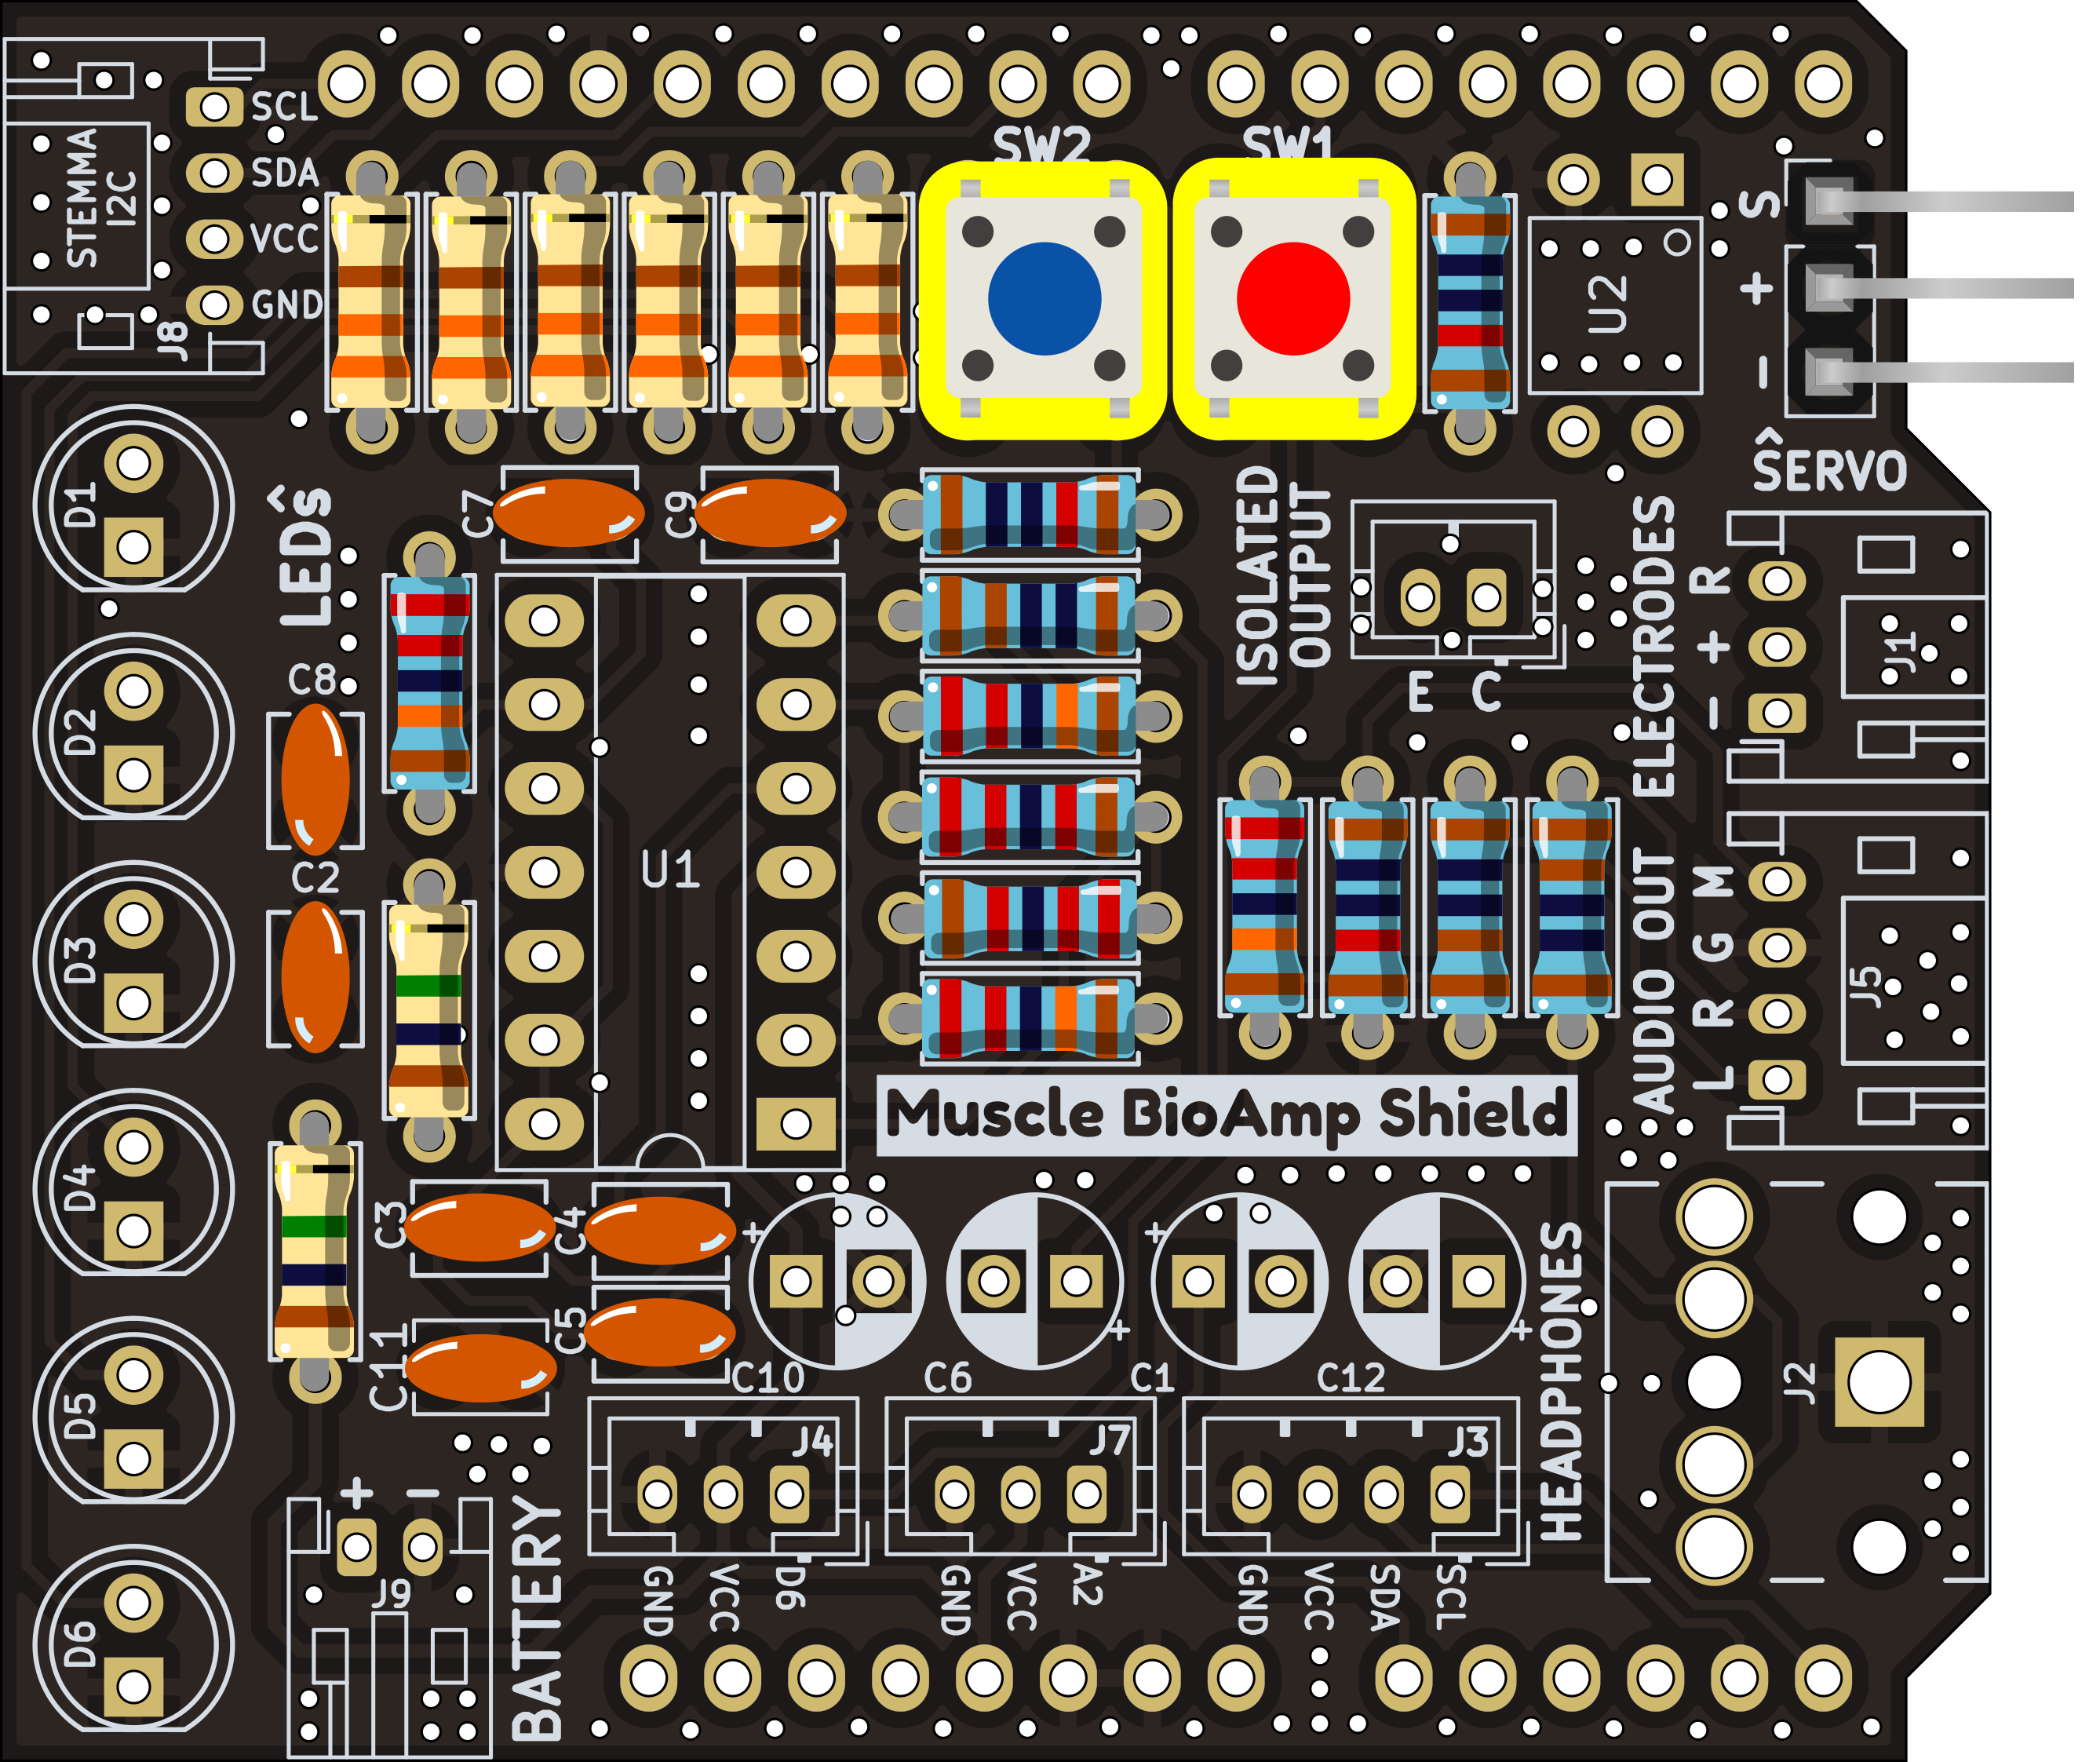 SW2
SW1
SCL
SDA
VCC
GND
STEMMA
I2C
J8
S
+
-
U2
^
SERVO
D1
LEDs
^
C7
C9
ISOLATED
OUTPUT
E C
ELECTRODES
- + R
J1
D2
C8
C2
U1
D3
AUDIO OUT
L R G M
J5
Muscle BioAmp Shield
D4
C3
C4
+
+
C11
C5
+
+
C10
C6
C1
C12
HEADPHONES
J2
D5
J4
J7
J3
+ -
J9
BATTERY
GND
VCC
D6
GND
VCC
A2
GND
VCC
SDA
SCL
D6